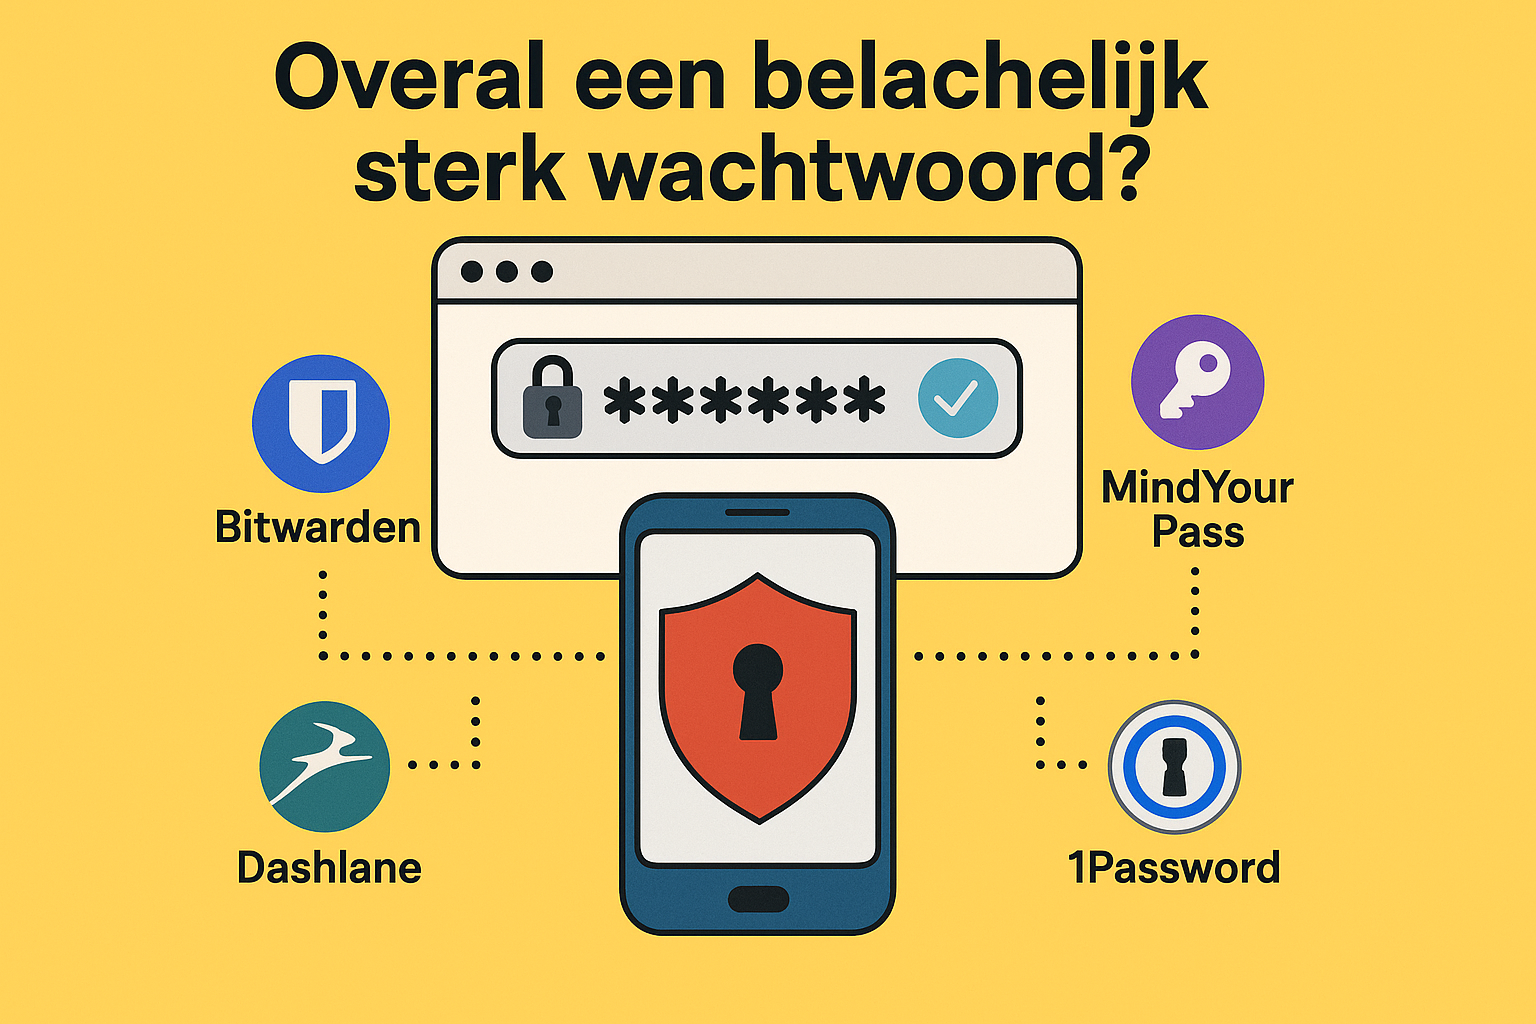 Overal een belachelijk
sterk wachtwoord?
******
Bitwarden
MindYour
Pass
Dashlane
1Password